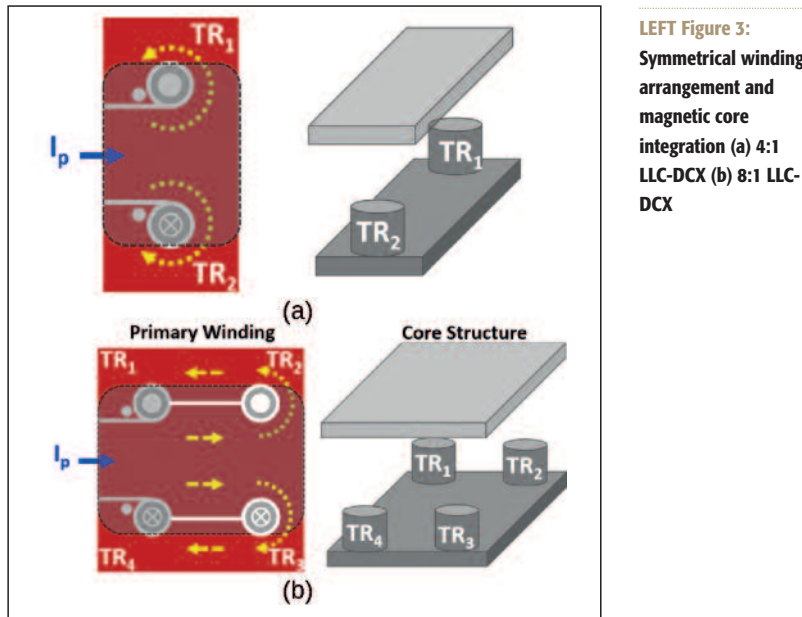 LEFT Figure 3:
Symmetrical winding
arrangement and
magnetic core
integration (a) 4:1
LLC-DCX (b) 8:1 LLC-
DCX
TR1
Ip
TR2
TR1
TR2
(a)
Primary Winding
Core Structure
TR1
TR2
Ip
TR4
TR3
TR1
TR2
TR4
TR3
(b)